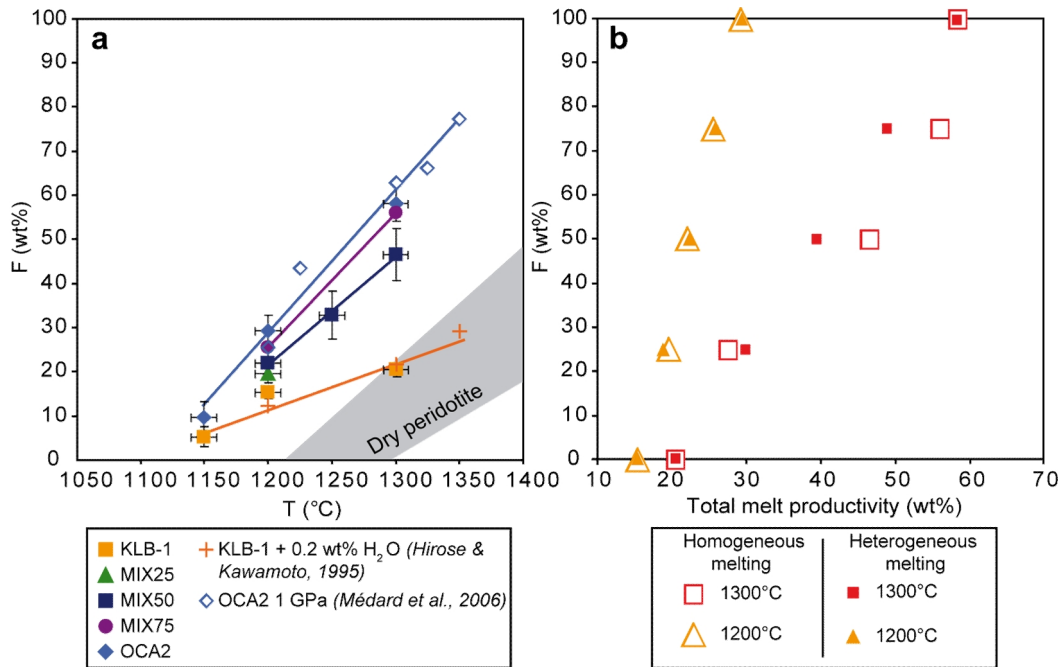 a
100
90
80
70
60
50
40
30
20
10
0
F (wt%)
1050 1100 1150 1200 1250 1300 1350 1400
T (°C)
Dry peridotite
b
100
90
80
70
60
50
40
30
20
10
0
F (wt%)
10 20 30 40 50 60 70
Total melt productivity (wt%)
KLB-1
MIX25
MIX50
MIX75
OCA2
KLB-1 + 0.2 wt% H₂O (Hirose &
Kawamoto, 1995)
OCA2 1 GPa (Médard et al., 2006)
Homogeneous
melting
1300°C
1200°C
Heterogeneous
melting
1300°C
1200°C